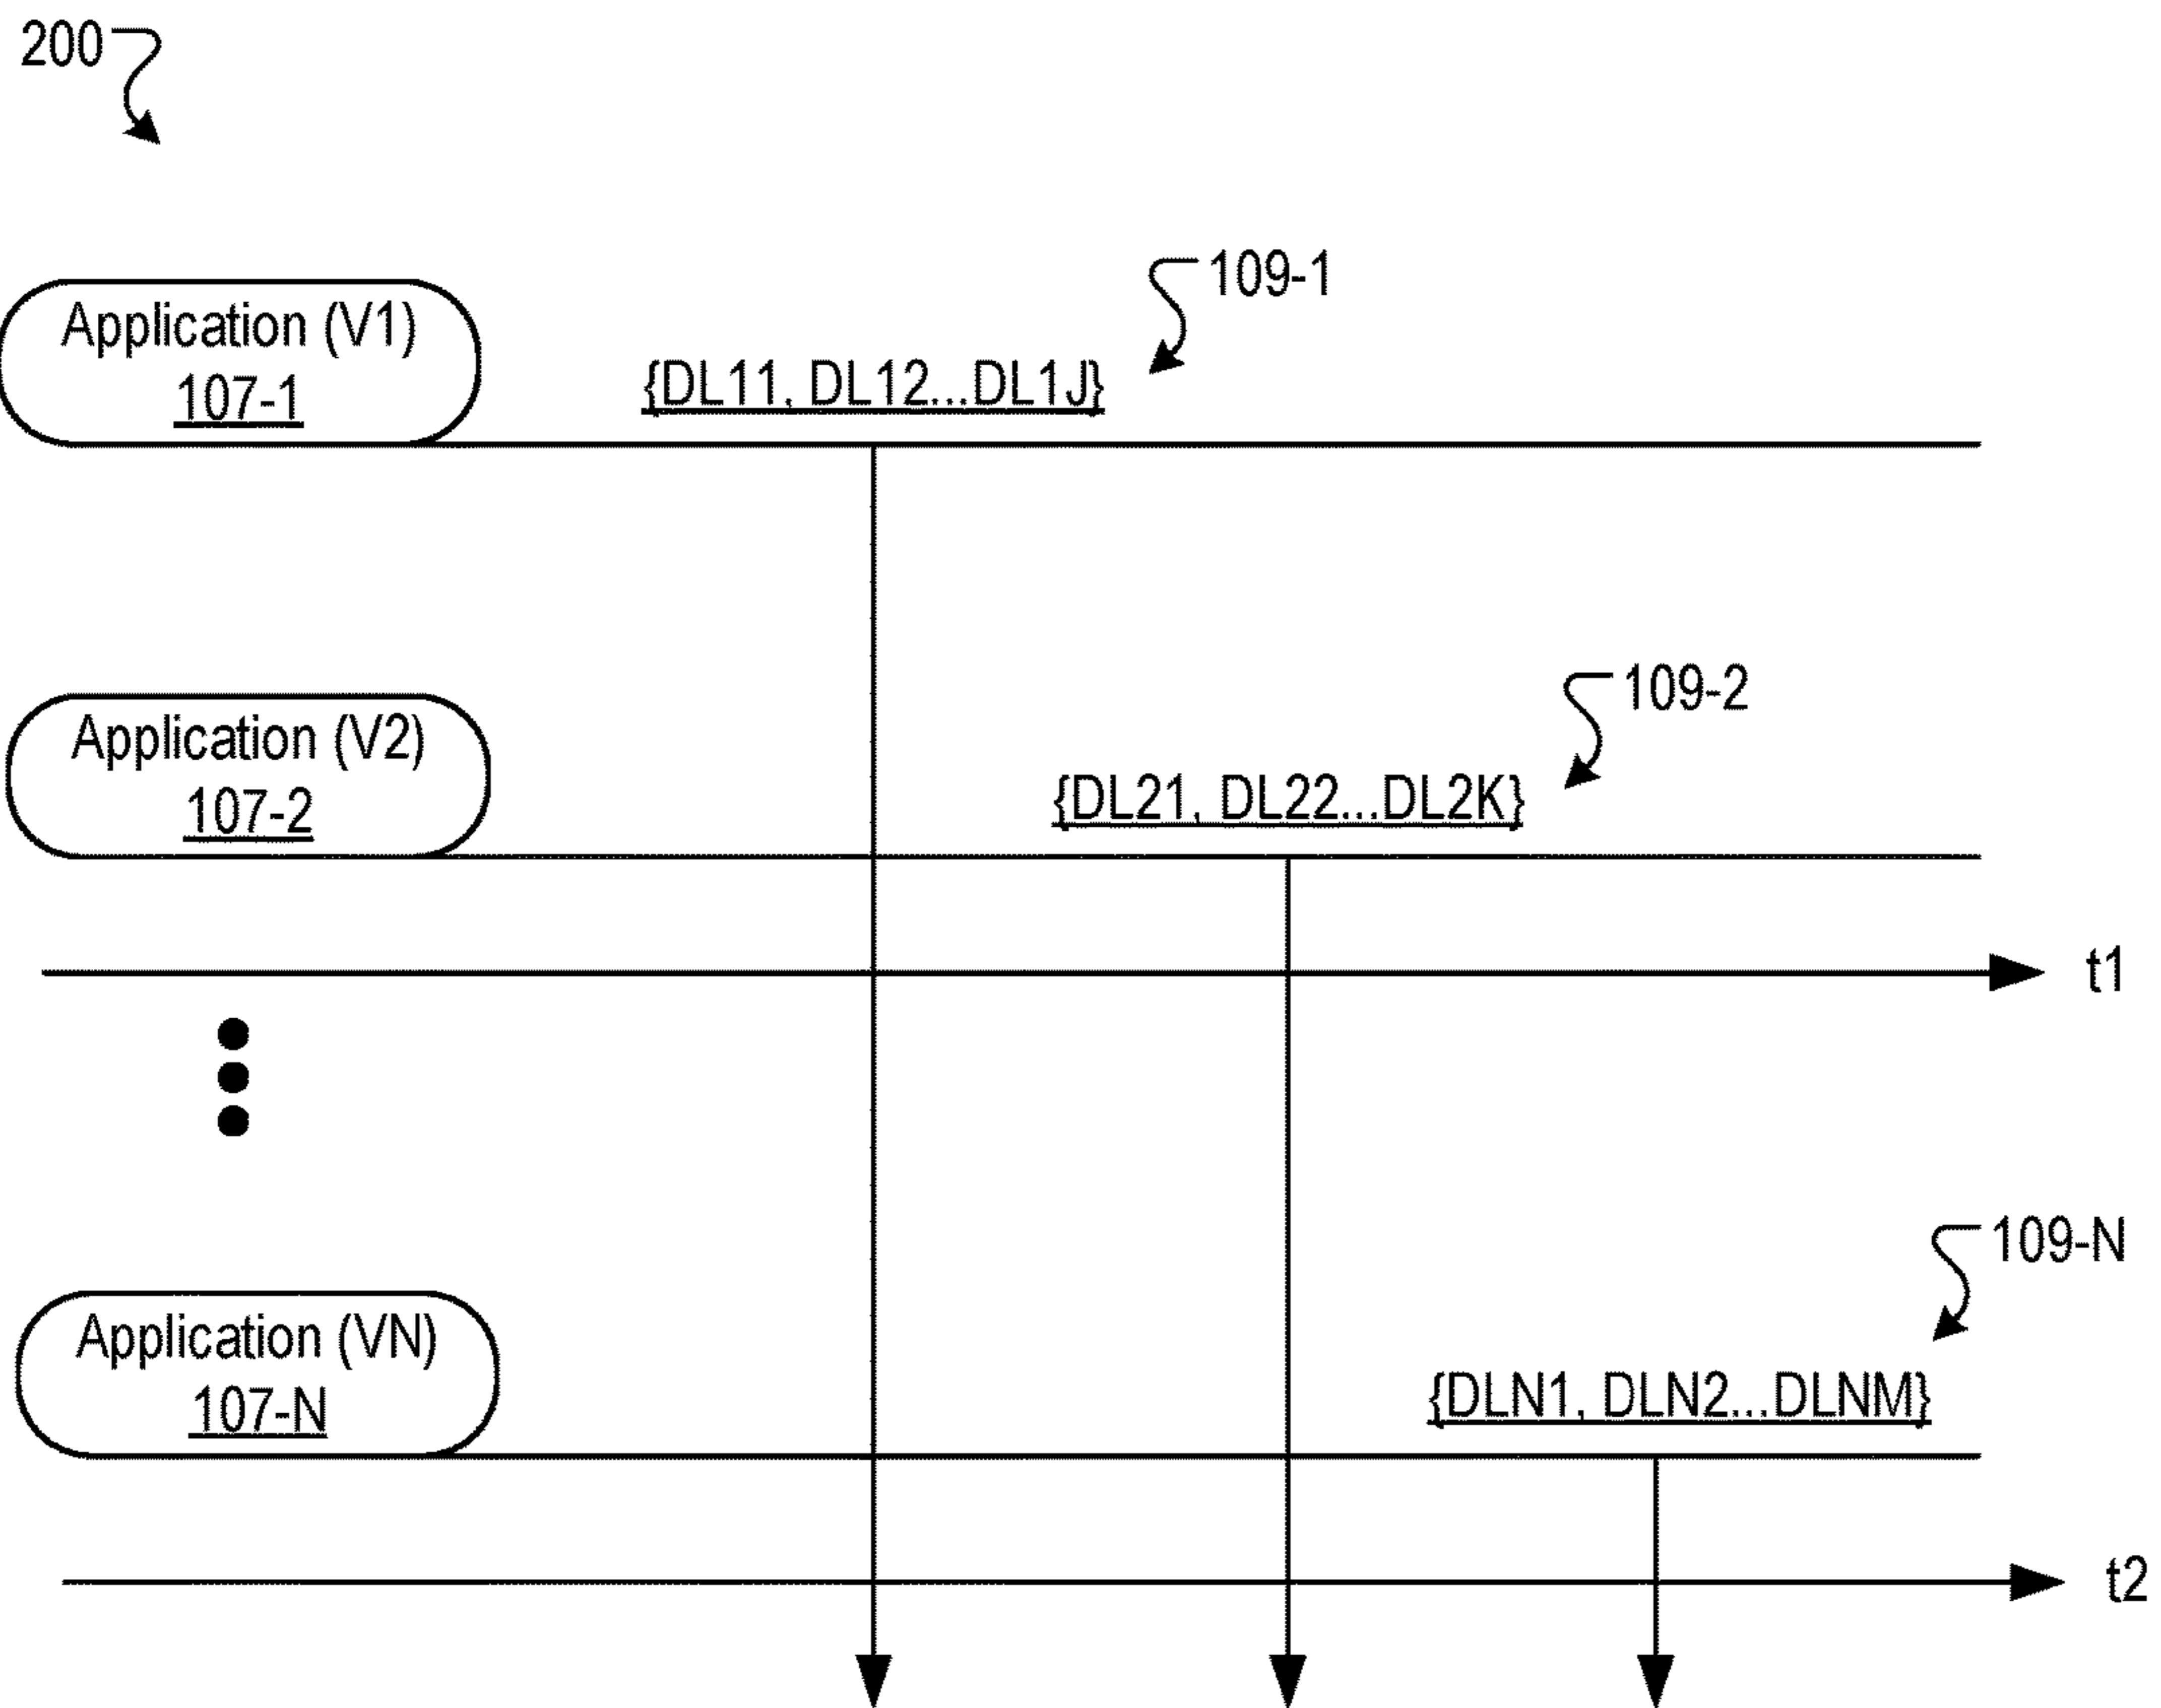 200
109-1
Application (V1)
107-1
{DL11, DL12...DL1J}
109-2
Application (V2)
107-2
{DL21, DL22...DL2K}
t1
109-N
Application (VN)
107-N
{DLN1, DLN2...DLNM}
t2